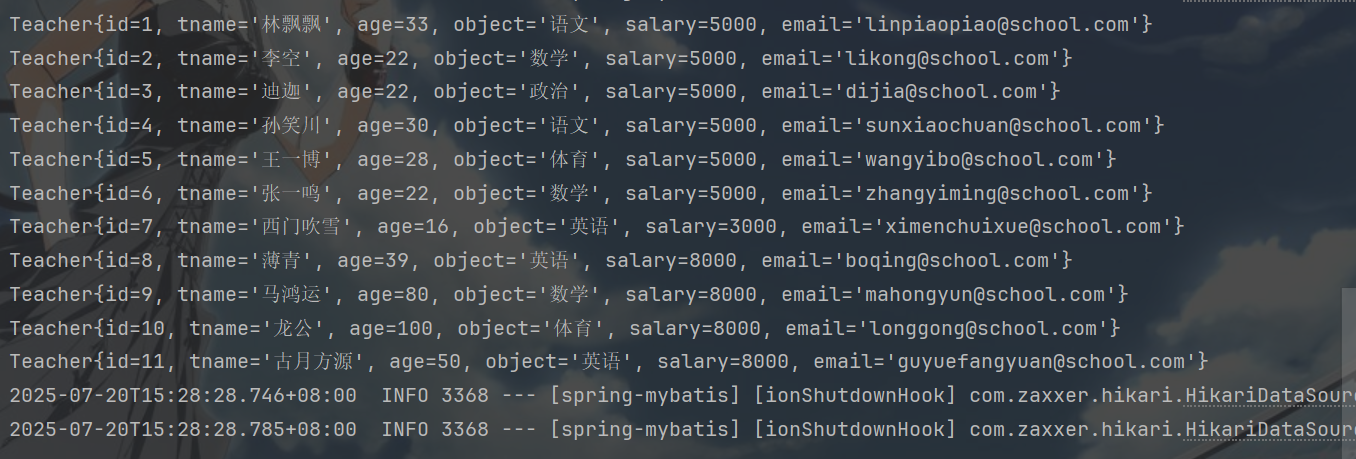 Teacher{id=1, tname='林飘飘', age=33, object='语文', salary=5000, email='linpiaopiao@school.com'}
Teacher{id=2, tname='李空', age=22, object='数学', salary=5000, email='likong@school.com'}
Teacher{id=3, tname='迪迦', age=22, object='政治', salary=5000, email='dijia@school.com'}
Teacher{id=4, tname='孙笑川', age=30, object='语文', salary=5000, email='sunxiaochuan@school.com'}
Teacher{id=5, tname='王一博', age=28, object='体育', salary=5000, email='wangyibo@school.com'}
Teacher{id=6, tname='张一鸣', age=22, object='数学', salary=5000, email='zhangyiming@school.com'}
Teacher{id=7, tname='西门吹雪', age=16, object='英语', salary=3000, email='ximenchuixue@school.com'}
Teacher{id=8, tname='薄青', age=39, object='英语', salary=8000, email='boqing@school.com'}
Teacher{id=9, tname='马鸿运', age=80, object='数学', salary=8000, email='mahongyun@school.com'}
Teacher{id=10, tname='龙公', age=100, object='体育', salary=8000, email='longgong@school.com'}
Teacher{id=11, tname='古月方源', age=50, object='英语', salary=8000, email='guyuefangyuan@school.com'}
2025-07-20T15:28:28.746+08:00  INFO 3368 --- [spring-mybatis] [ionShutdownHook] com.zaxxer.hikari.HikariDataSour
2025-07-20T15:28:28.785+08:00  INFO 3368 --- [spring-mybatis] [ionShutdownHook] com.zaxxer.hikari.HikariDataSour